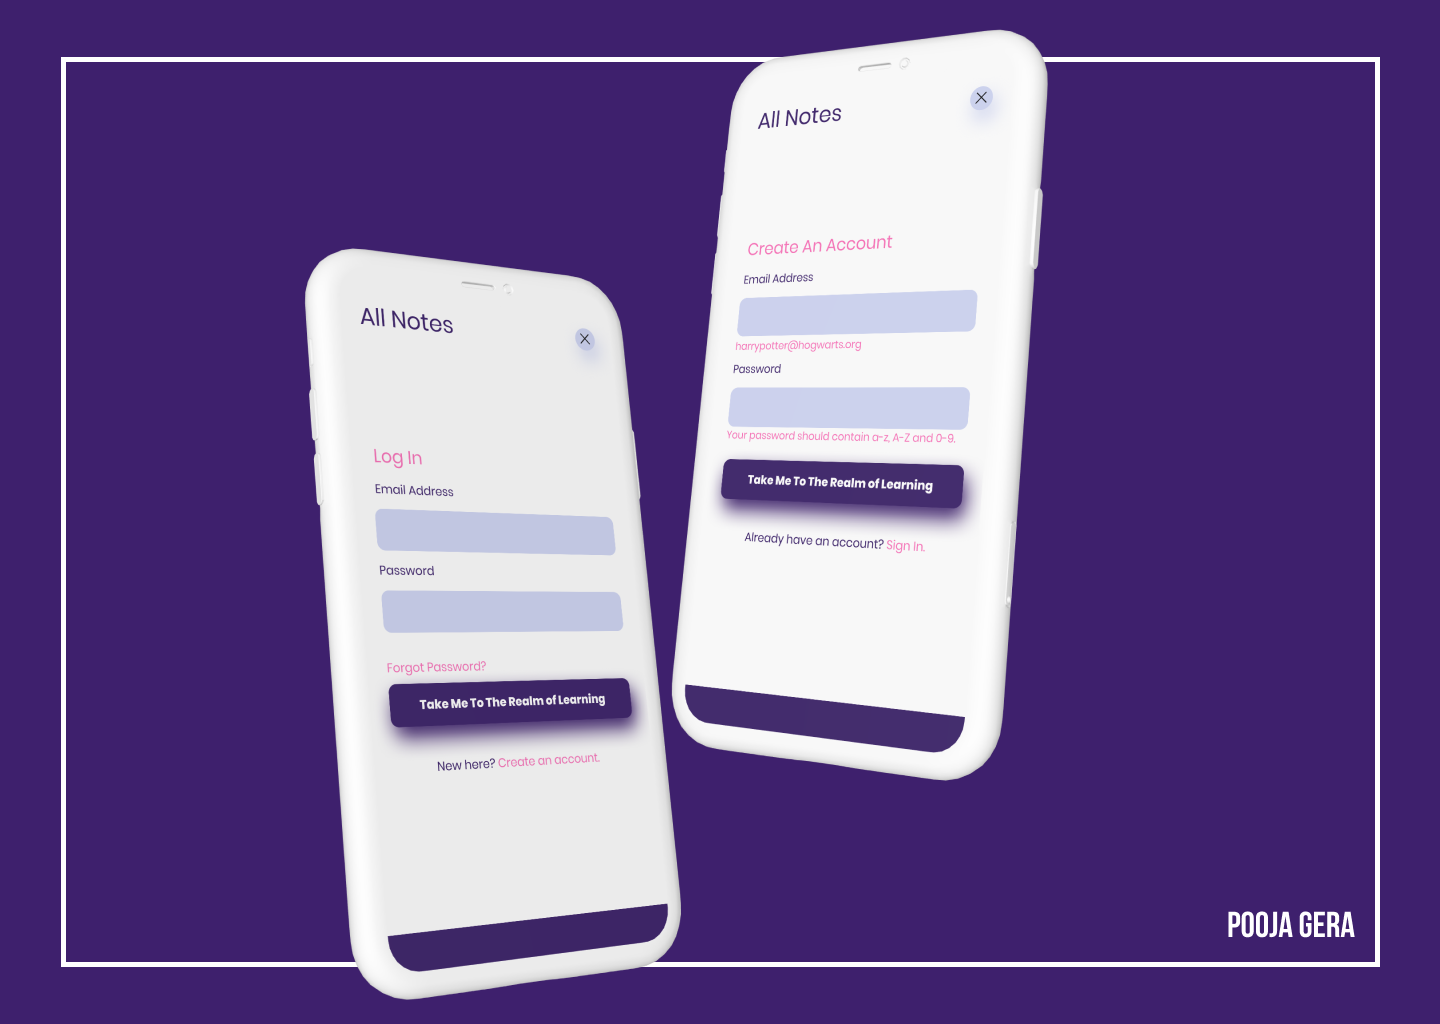 All Notes
Log In
Email Address
Password
Forgot Password?
Take Me To The Realm of Learning
New here? Create an account.
All Notes
Create An Account
Email Address
harrypotter@hogwarts.org
Password
Your password should contain a-z, A-Z and 0-9.
Take Me To The Realm of Learning
Already have an account? Sign In.
POOJA GERA